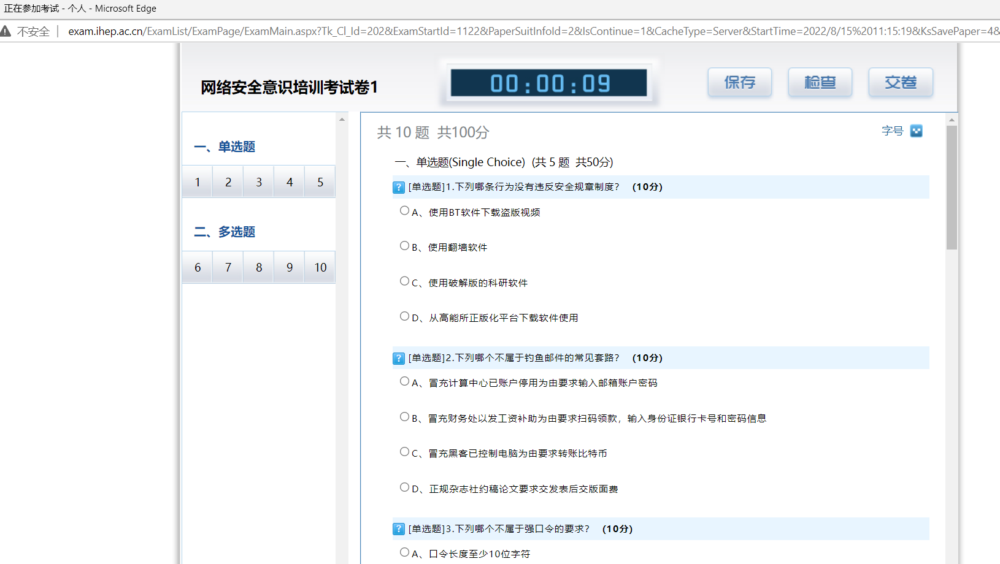 正在参加考试 - 个人 - Microsoft Edge
不安全 | exam.ihep.ac.cn/ExamList/ExamPage/ExamMain.aspx?Tk_Cl_Id=202&ExamStartId=1122&PaperSuitInfoId=2&IsContinue=1&CacheType=Server&StartTime=2022/8/15%2011:15:19&KsSavePaper=4&
网络安全意识培训考试卷1
00:00:09
保存 检查 交卷
一、单选题
1 2 3 4 5
二、多选题
6 7 8 9 10
共 10 题 共100分
字号
一、单选题(Single Choice) (共 5 题 共50分)
[单选题]1.下列哪条行为没有违反安全规章制度? (10分)
A、使用BT软件下载盗版视频
B、使用翻墙软件
C、使用破解版的科研软件
D、从高能所正版化平台下载软件使用
[单选题]2.下列哪个不属于钓鱼邮件的常见套路? (10分)
A、冒充计算中心已账户停用为由要求输入邮箱账户密码
B、冒充财务处以发工资补助为由要求扫码领款，输入身份证银行卡号和密码信息
C、冒充黑客已控制电脑为由要求转账比特币
D、正规杂志社约稿论文要求交发表后交版面费
[单选题]3.下列哪个不属于强口令的要求? (10分)
A、口令长度至少10位字符